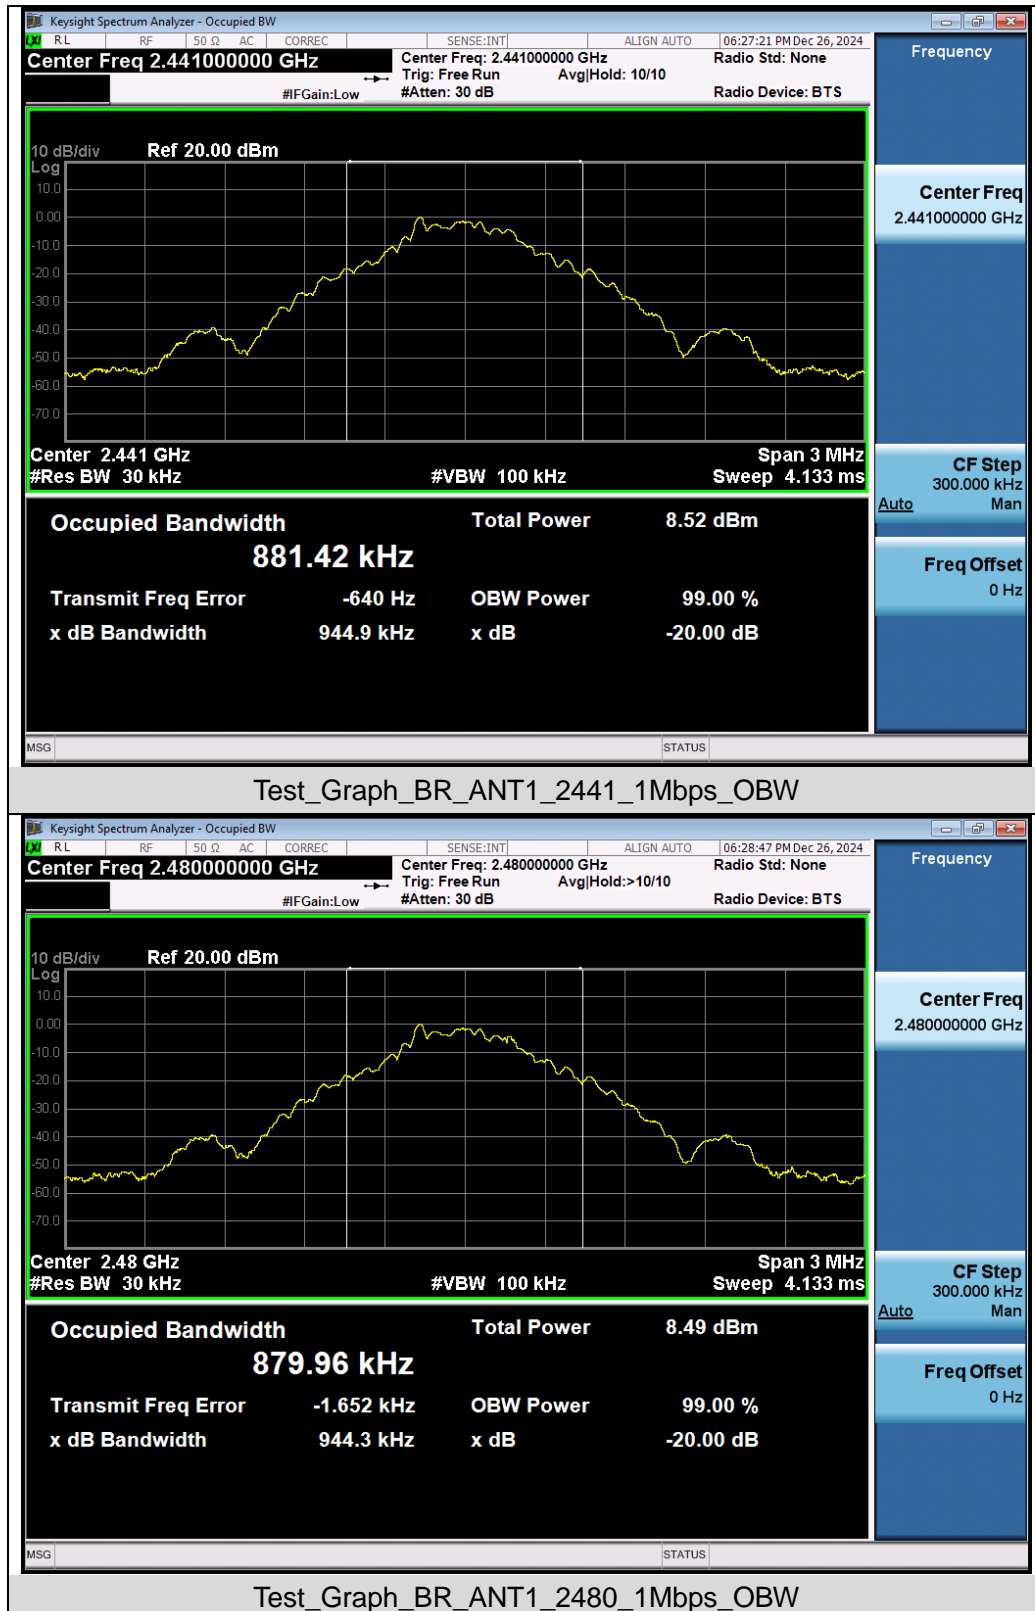 Keysight Spectrum Analyzer - Occupied BW
LXI RL RF 50 Ω AC CORREC SENSE:INT ALIGN AUTO 06:27:21 PM Dec 26, 2024
Center Freq 2.441000000 GHz
Center Freq: 2.441000000 GHz Radio Std: None
Trig: Free Run Avg|Hold: 10/10
#IFGain:Low #Atten: 30 dB Radio Device: BTS
Frequency
10 dB/div Ref 20.00 dBm
Log
10.0
0.00
-10.0
-20.0
-30.0
-40.0
-50.0
-60.0
-70.0
Center 2.441 GHz Span 3 MHz
#Res BW 30 kHz #VBW 100 kHz Sweep 4.133 ms
Center Freq
2.441000000 GHz
CF Step
300.000 kHz
Auto Man
Freq Offset
0 Hz
Occupied Bandwidth Total Power 8.52 dBm
881.42 kHz
Transmit Freq Error -640 Hz OBW Power 99.00 %
x dB Bandwidth 944.9 kHz x dB -20.00 dB
MSG STATUS
Test_Graph_BR_ANT1_2441_1Mbps_OBW
Keysight Spectrum Analyzer - Occupied BW
LXI RL RF 50 Ω AC CORREC SENSE:INT ALIGN AUTO 06:28:47 PM Dec 26, 2024
Center Freq 2.480000000 GHz
Center Freq: 2.480000000 GHz Radio Std: None
Trig: Free Run Avg|Hold:>10/10
#IFGain:Low #Atten: 30 dB Radio Device: BTS
Frequency
10 dB/div Ref 20.00 dBm
Log
10.0
0.00
-10.0
-20.0
-30.0
-40.0
-50.0
-60.0
-70.0
Center 2.48 GHz Span 3 MHz
#Res BW 30 kHz #VBW 100 kHz Sweep 4.133 ms
Center Freq
2.480000000 GHz
CF Step
300.000 kHz
Auto Man
Freq Offset
0 Hz
Occupied Bandwidth Total Power 8.49 dBm
879.96 kHz
Transmit Freq Error -1.652 kHz OBW Power 99.00 %
x dB Bandwidth 944.3 kHz x dB -20.00 dB
MSG STATUS
Test_Graph_BR_ANT1_2480_1Mbps_OBW